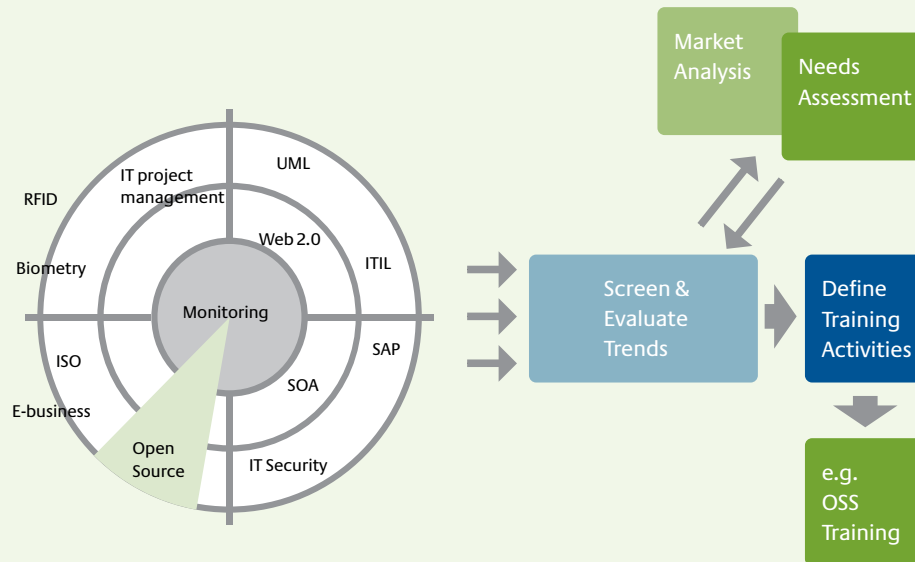 Market
Analysis
Needs
Assessment
UML
IT project
management
RFID
Web 2.0
Biometry
ITIL
Monitoring
Screen &
Evaluate
Trends
Define
Training
Activities
ISO
SAP
SOA
E-business
Open
Source
IT Security
e.g.
OSS
Training